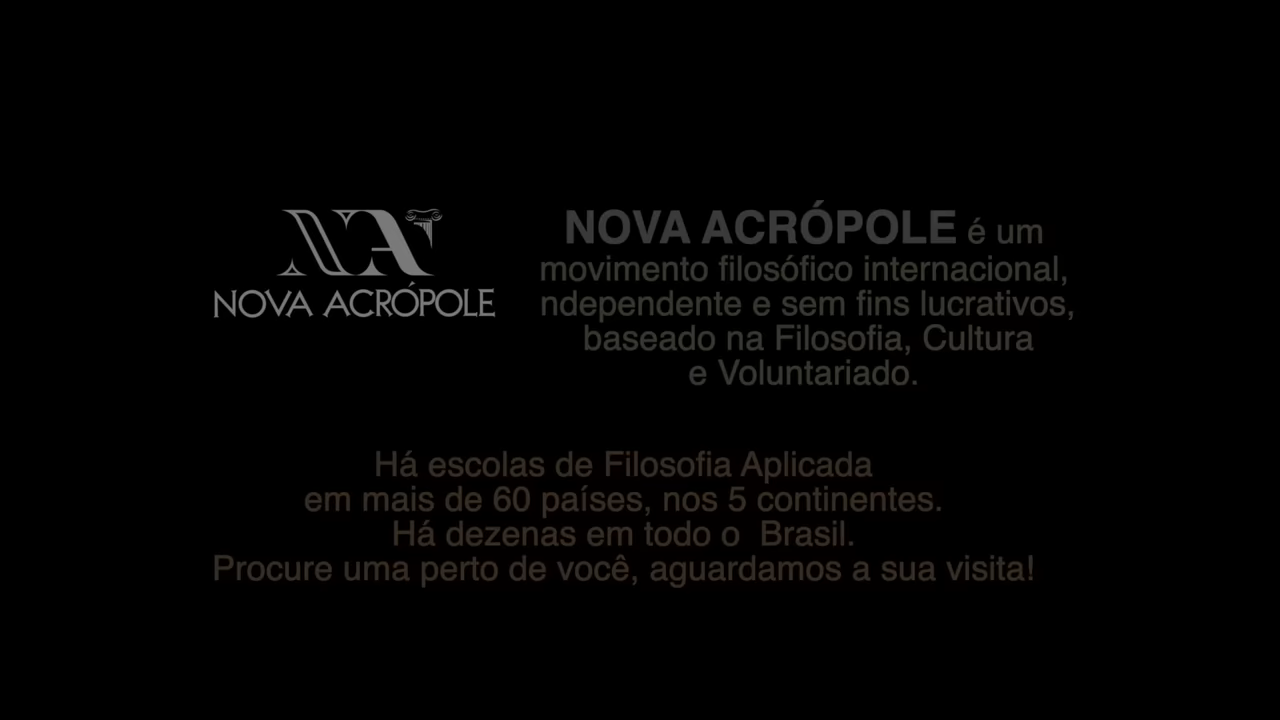 NA
NOVA ACRÓPOLE
NOVA ACRÓPOLE é um
movimento filosófico internacional,
ndependente e sem fins lucrativos,
baseado na Filosofia, Cultura
e Voluntariado.
Há escolas de Filosofia Aplicada
em mais de 60 países, nos 5 continentes.
Há dezenas em todo o  Brasil.
Procure uma perto de você, aguardamos a sua visita!